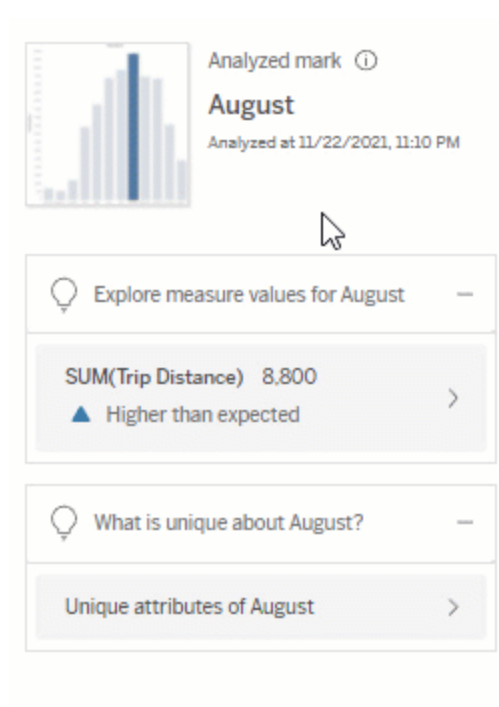 Analyzed mark
August
Analyzed at 11/22/2021, 11:10 PM
Explore measure values for August
SUM(Trip Distance) 8,800
Higher than expected
What is unique about August?
Unique attributes of August